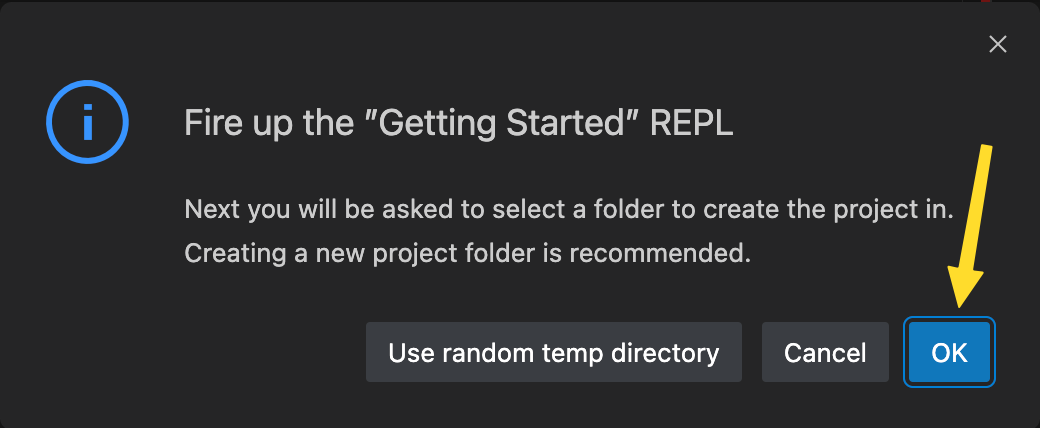 Fire up the "Getting Started" REPL
Next you will be asked to select a folder to create the project in.
Creating a new project folder is recommended.
Use random temp directory
Cancel
OK